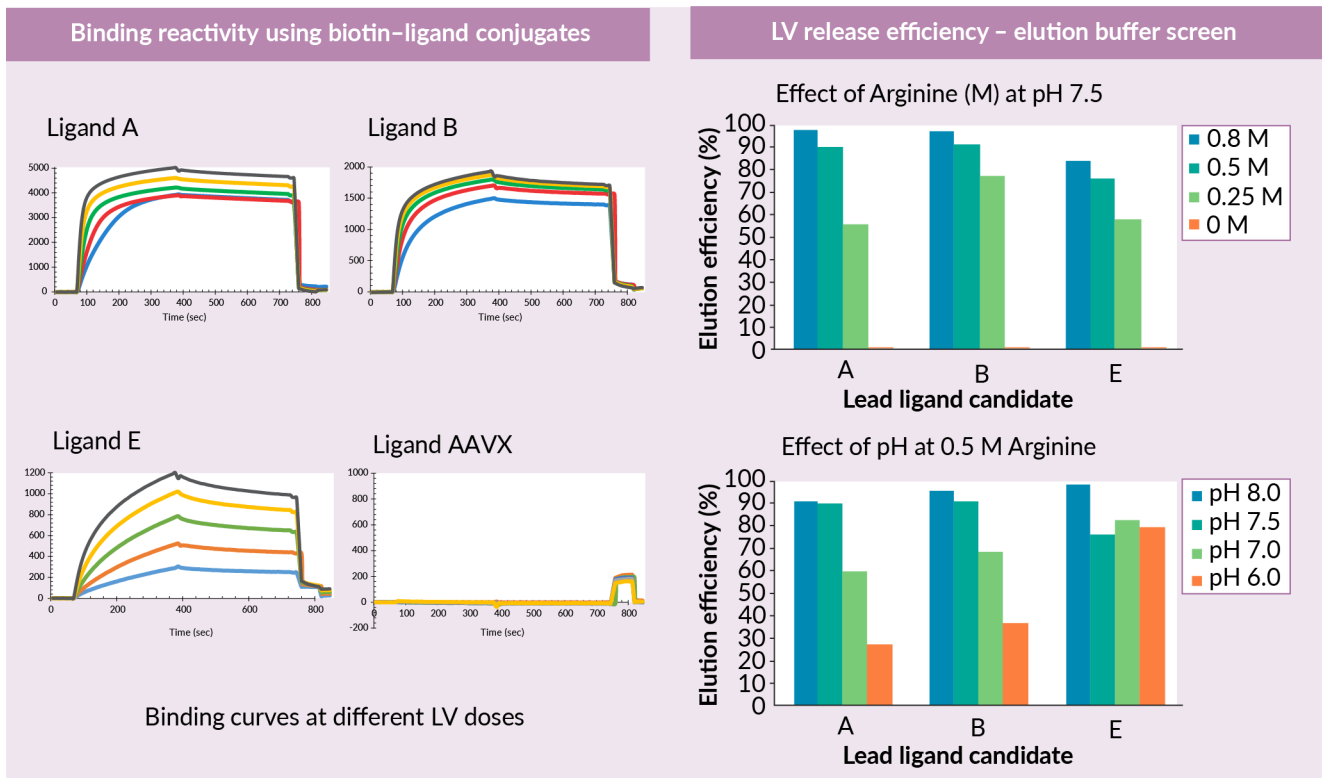 Binding reactivity using biotin–ligand conjugates
Ligand A
5000
4000
3000
2000
1000
0
0 100 200 300 400 500 600 700 800
Time (sec)
Ligand B
2000
1500
1000
500
0
0 100 200 300 400 500 600 700 800
Time (sec)
Ligand E
1200
1000
800
600
400
200
0
0 200 400 600 800
Time (sec)
Ligand AAVX
1000
800
600
400
200
0
-200
0 100 200 300 400 500 600 700 800
Time (sec)
Binding curves at different LV doses
LV release efficiency – elution buffer screen
Effect of Arginine (M) at pH 7.5
Elution efficiency (%)
100
90
80
70
60
50
40
30
20
10
0
A B E
Lead ligand candidate
0.8 M
0.5 M
0.25 M
0 M
Effect of pH at 0.5 M Arginine
Elution efficiency (%)
100
90
80
70
60
50
40
30
20
10
0
A B E
Lead ligand candidate
pH 8.0
pH 7.5
pH 7.0
pH 6.0